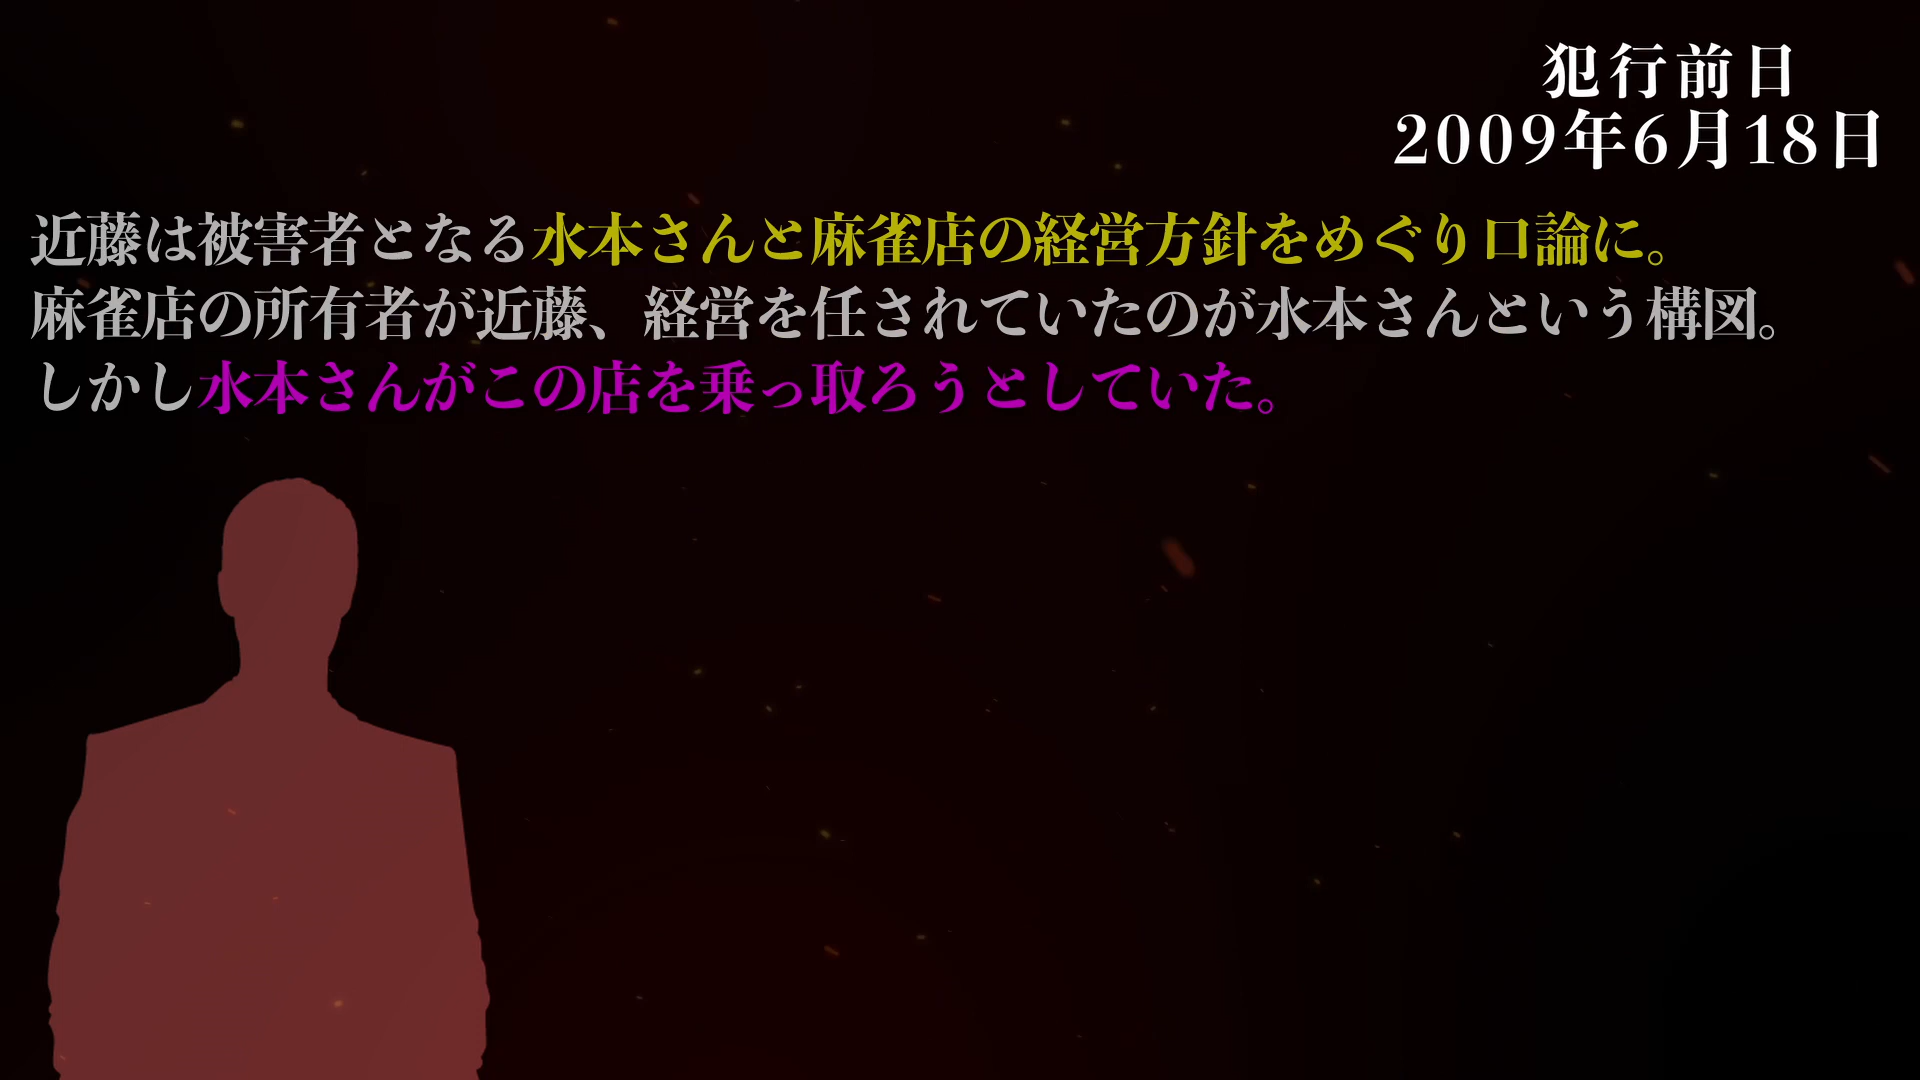 犯行前日
2009年6月18日
近藤は被害者となる水本さんと麻雀店の経営方針をめぐり口論に。
麻雀店の所有者が近藤、経営を任されていたのが水本さんという構図。
しかし水本さんがこの店を乗っ取ろうとしていた。